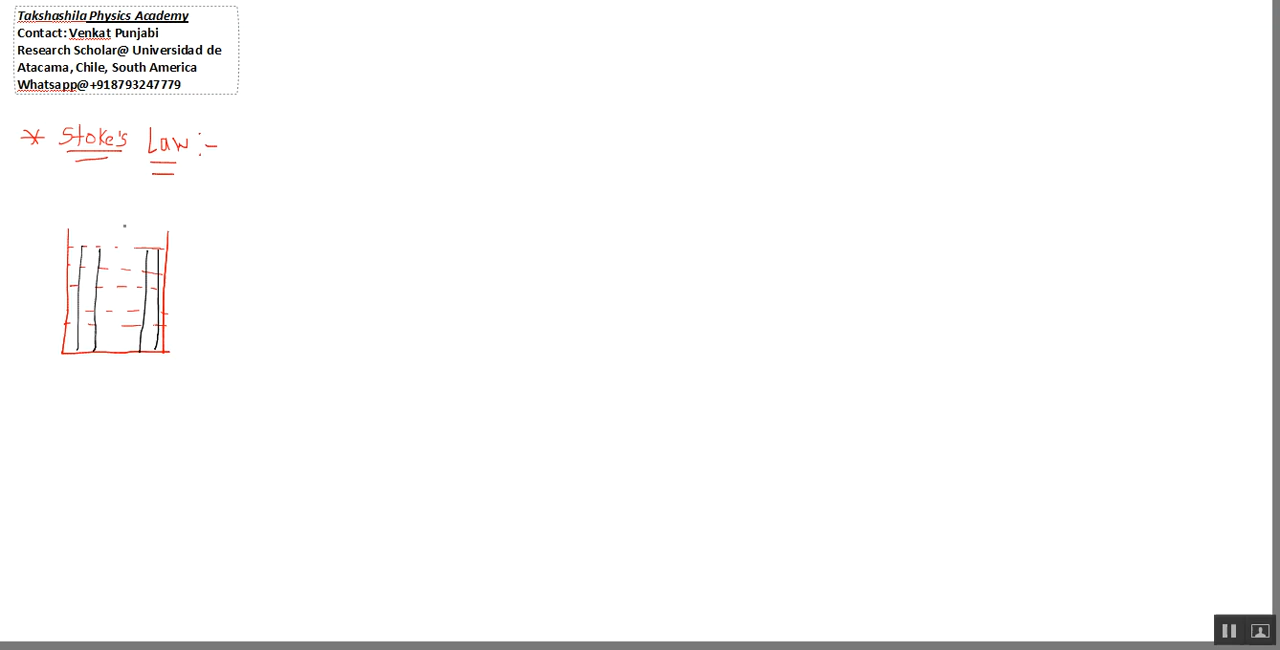 Takshashila Physics Academy
Contact: Venkat Punjabi
Research Scholar@ Universidad de
Atacama, Chile, South America
Whatsapp@+918793247779
* Stoke's Law :-